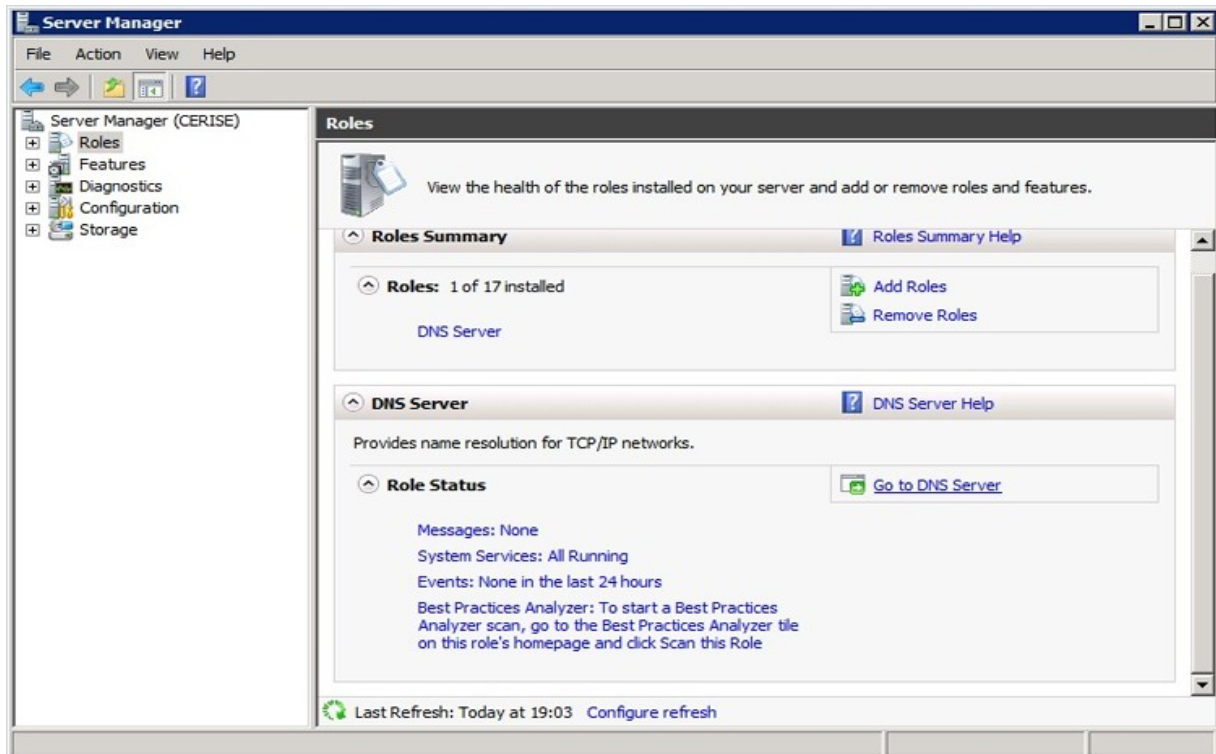 Server Manager
File Action View Help
Server Manager (CERISE)
Roles
Features
Diagnostics
Configuration
Storage
Roles
View the health of the roles installed on your server and add or remove roles and features.
Roles Summary
Roles Summary Help
Roles: 1 of 17 installed
Add Roles
Remove Roles
DNS Server
DNS Server
DNS Server Help
Provides name resolution for TCP/IP networks.
Role Status
Go to DNS Server
Messages: None
System Services: All Running
Events: None in the last 24 hours
Best Practices Analyzer: To start a Best Practices
Analyzer scan, go to the Best Practices Analyzer tile
on this role's homepage and click Scan this Role
Last Refresh: Today at 19:03 Configure refresh